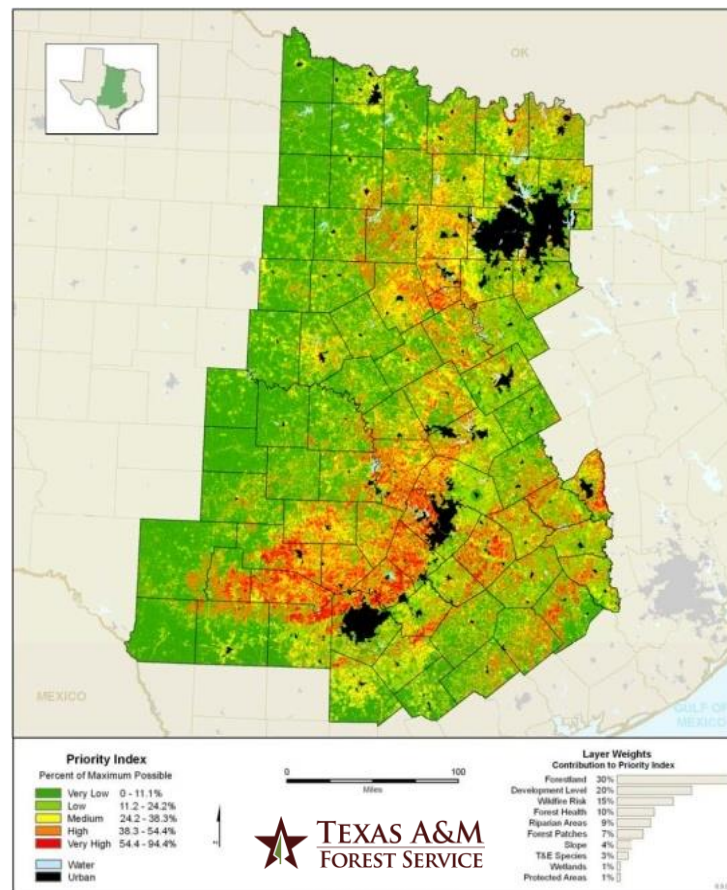 OK
MEXICO
GULF OF
MEXICO
Priority Index
Percent of Maximum Possible
Very Low 0 - 11.1%
Low 11.2 - 24.2%
Medium 24.2 - 38.3%
High 38.3 - 54.4%
Very High 54.4 - 94.4%
Water
Urban
0 100
Miles
TEXAS A&M
FOREST SERVICE
Layer Weights
Contribution to Priority Index
Forestland 30%
Development Level 20%
Wildfire Risk 15%
Forest Health 10%
Riparian Areas 9%
Forest Patches 7%
Slope 4%
T&E Species 3%
Wetlands 1%
Protected Areas 1%